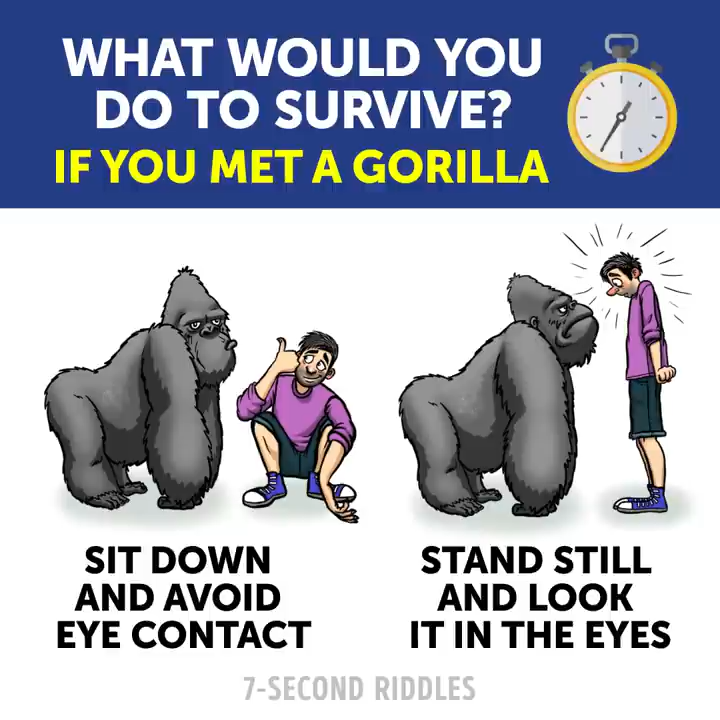 WHAT WOULD YOU
DO TO SURVIVE?
IF YOU MET A GORILLA
SIT DOWN
AND AVOID
EYE CONTACT
STAND STILL
AND LOOK
IT IN THE EYES
7-SECOND RIDDLES